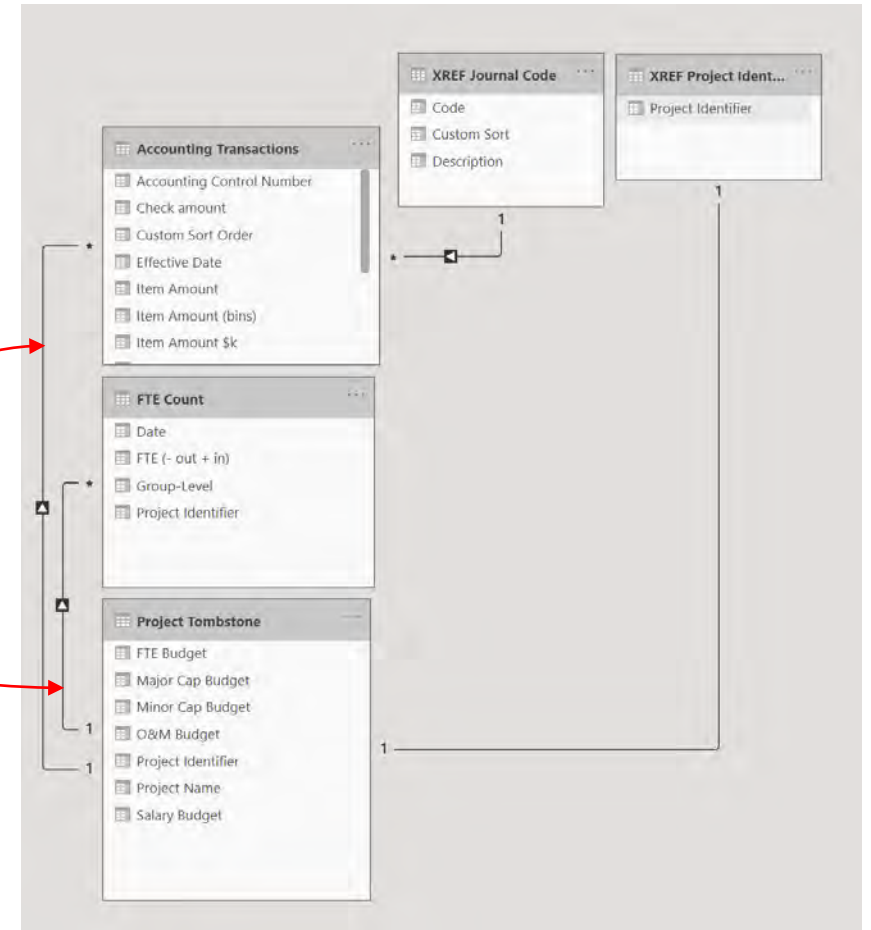 XREF Journal Code
Code
Custom Sort
Description
XREF Project Ident...
Project Identifier
Accounting Transactions
Accounting Control Number
Check amount
Custom Sort Order
Effective Date
Item Amount
Item Amount (bins)
Item Amount $k
1
1
*
*
FTE Count
Date
FTE (- out + in)
Group-Level
Project Identifier
*
Project Tombstone
FTE Budget
Major Cap Budget
Minor Cap Budget
O&M Budget
Project Identifier
Project Name
Salary Budget
1
1
1